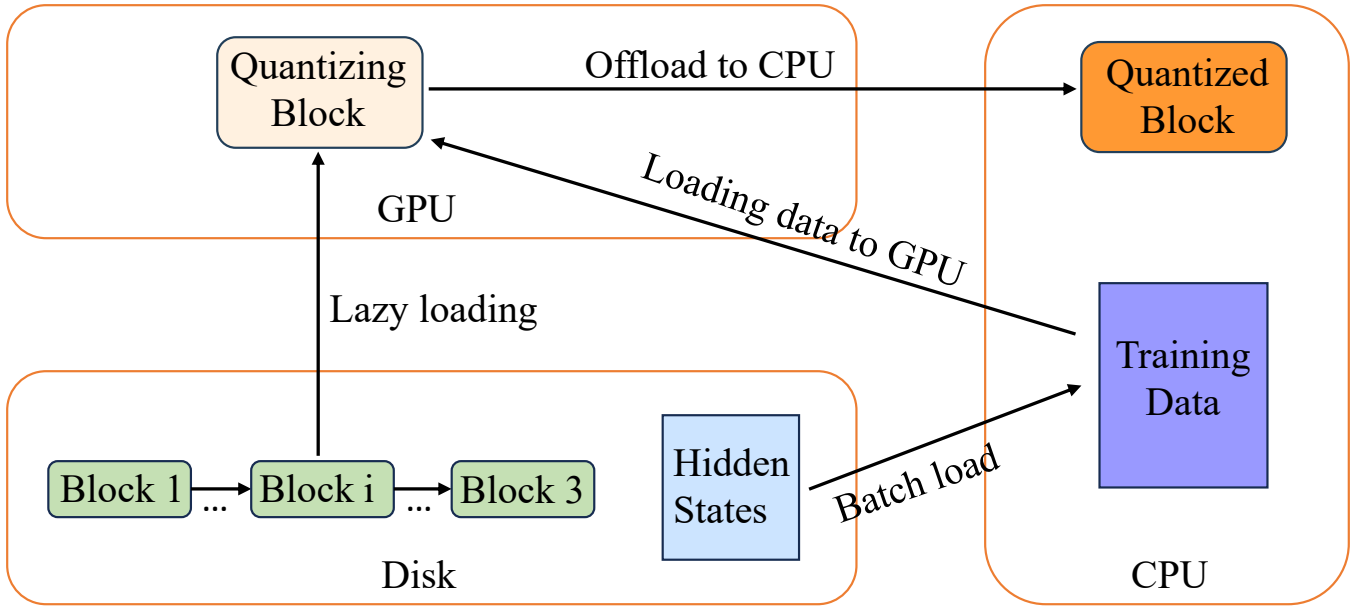 Quantizing
Block
Offload to CPU
Quantized
Block
GPU
Loading data to GPU
Lazy loading
Training
Data
Block 1
...
Block i
...
Block 3
Hidden
States
Batch load
Disk
CPU